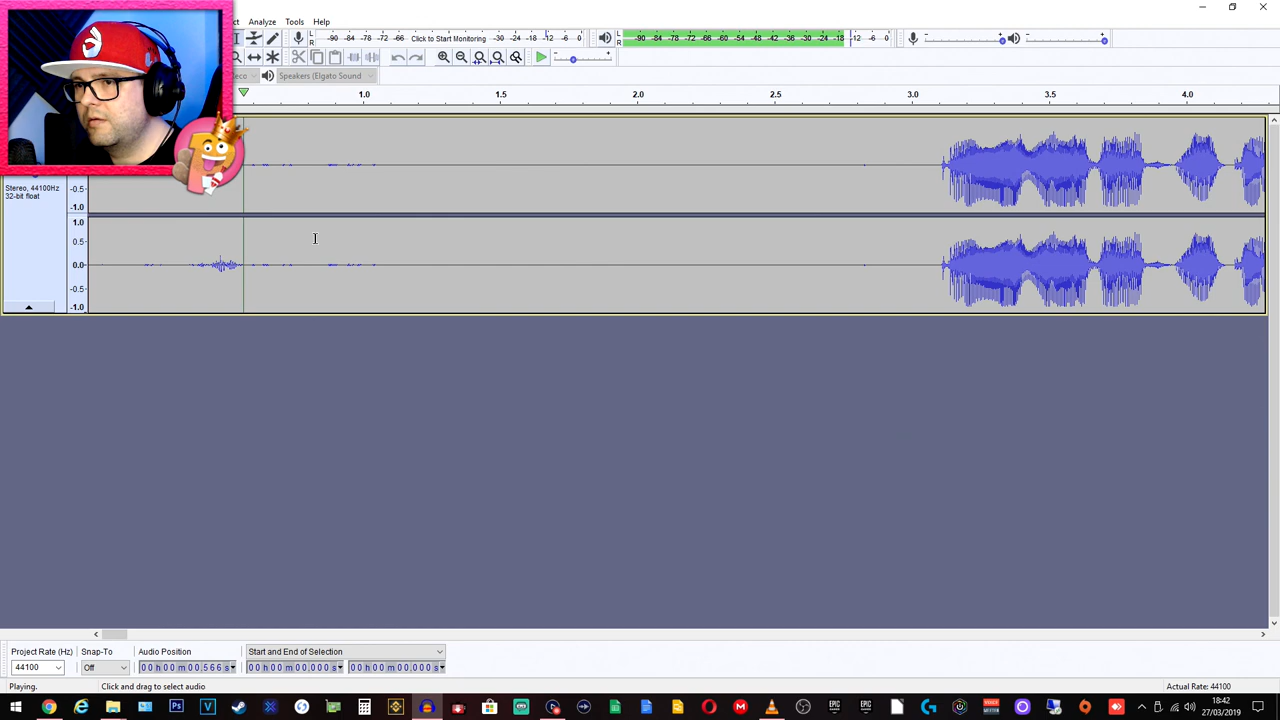 ct Analyze Tools Help
L R -90 -84 -78 -72 -66 Click to Start Monitoring -30 -24 -18 -12 -6 0
L R -90 -84 -78 -72 -66 -60 -54 -48 -42 -36 -30 -24 -18 -12 -6 0
Speakers (Elgato Sound
1.0 1.5 2.0 2.5 3.0 3.5 4.0
Stereo, 44100Hz
32-bit float
-0.5
-1.0
1.0
0.5
0.0
-0.5
-1.0
Project Rate (Hz) Snap-To Audio Position Start and End of Selection
44100 Off 00 h 00 m 00.566 s 00 h 00 m 00.000 s 00 h 00 m 00.000 s
Playing. Click and drag to select audio Actual Rate: 44100
18:42
27/03/2019